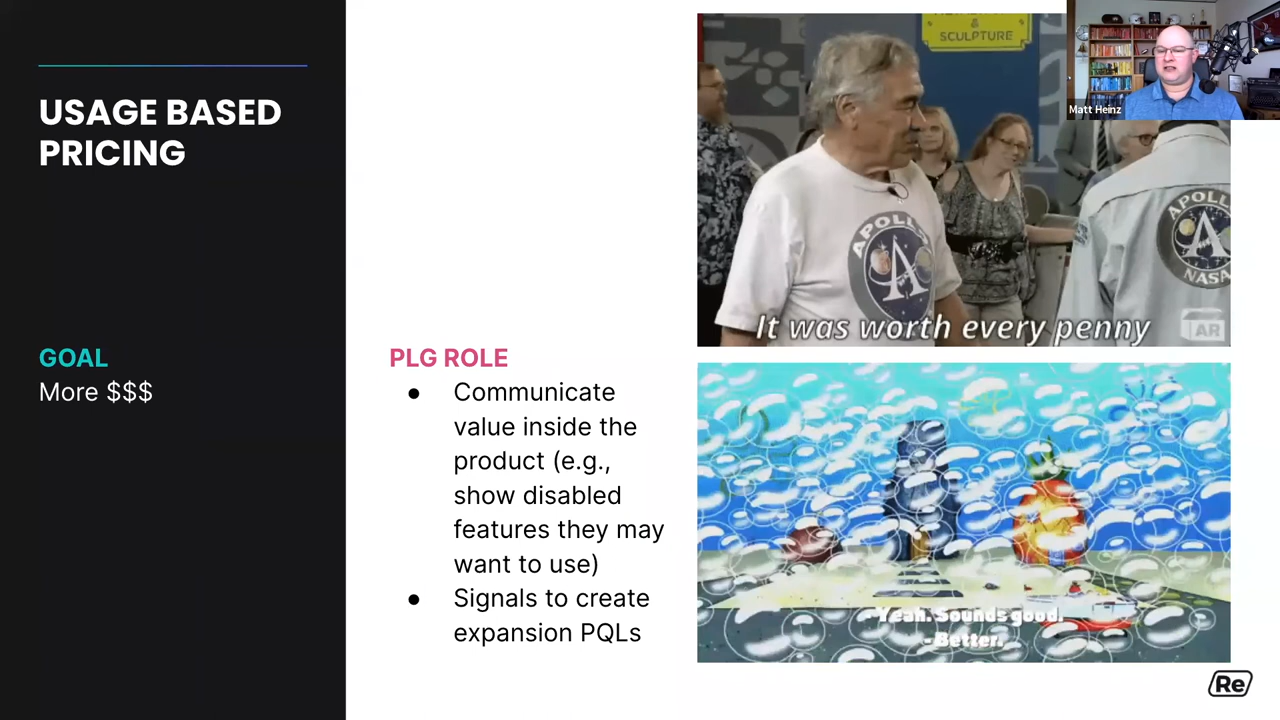 USAGE BASED
PRICING
GOAL
More $$$
PLG ROLE
● Communicate
value inside the
product (e.g.,
show disabled
features they may
want to use)
● Signals to create
expansion PQLs
& SCULPTURE
APOLLO
It was worth every penny
APOLLO
NASA
AR
Matt Heinz
Yeah. Sounds good.
-Better.
Re